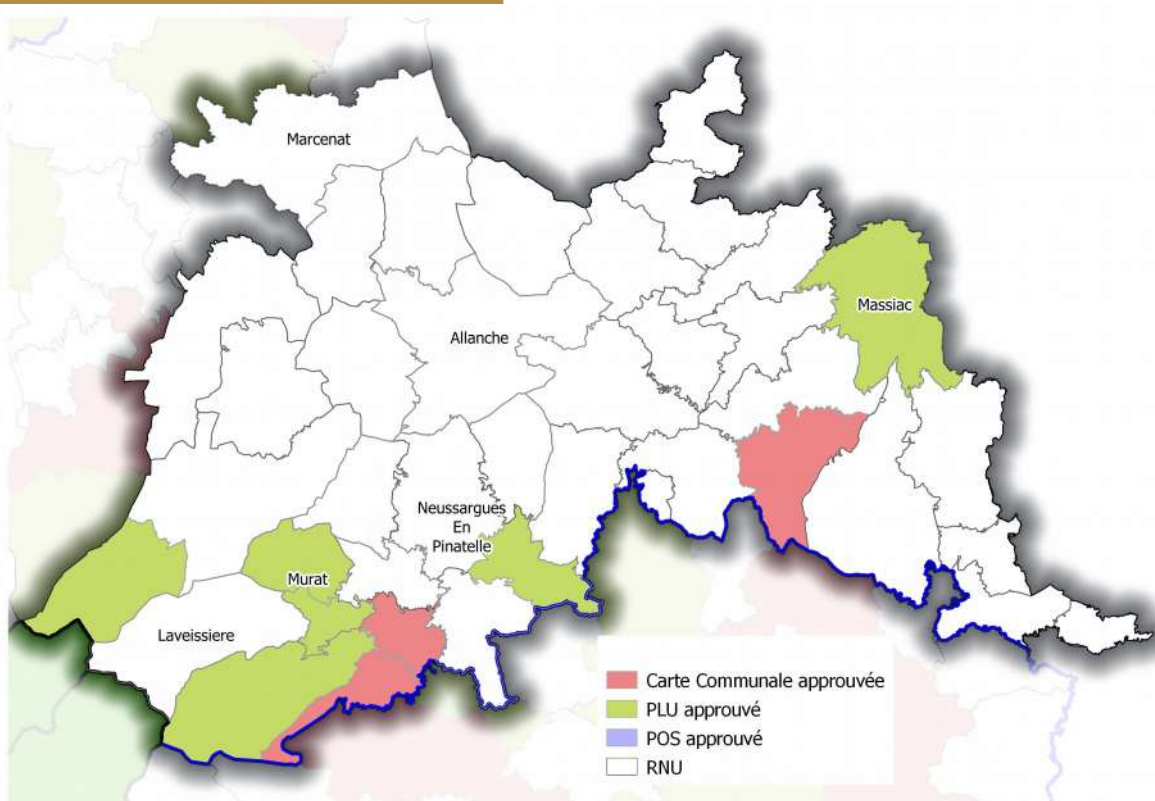 Marcenat
Massiac
Allanche
Neussargues
En
Pinatelle
Murat
Laveissiere
Carte Communale approuvée
PLU approuvé
POS approuvé
RNU